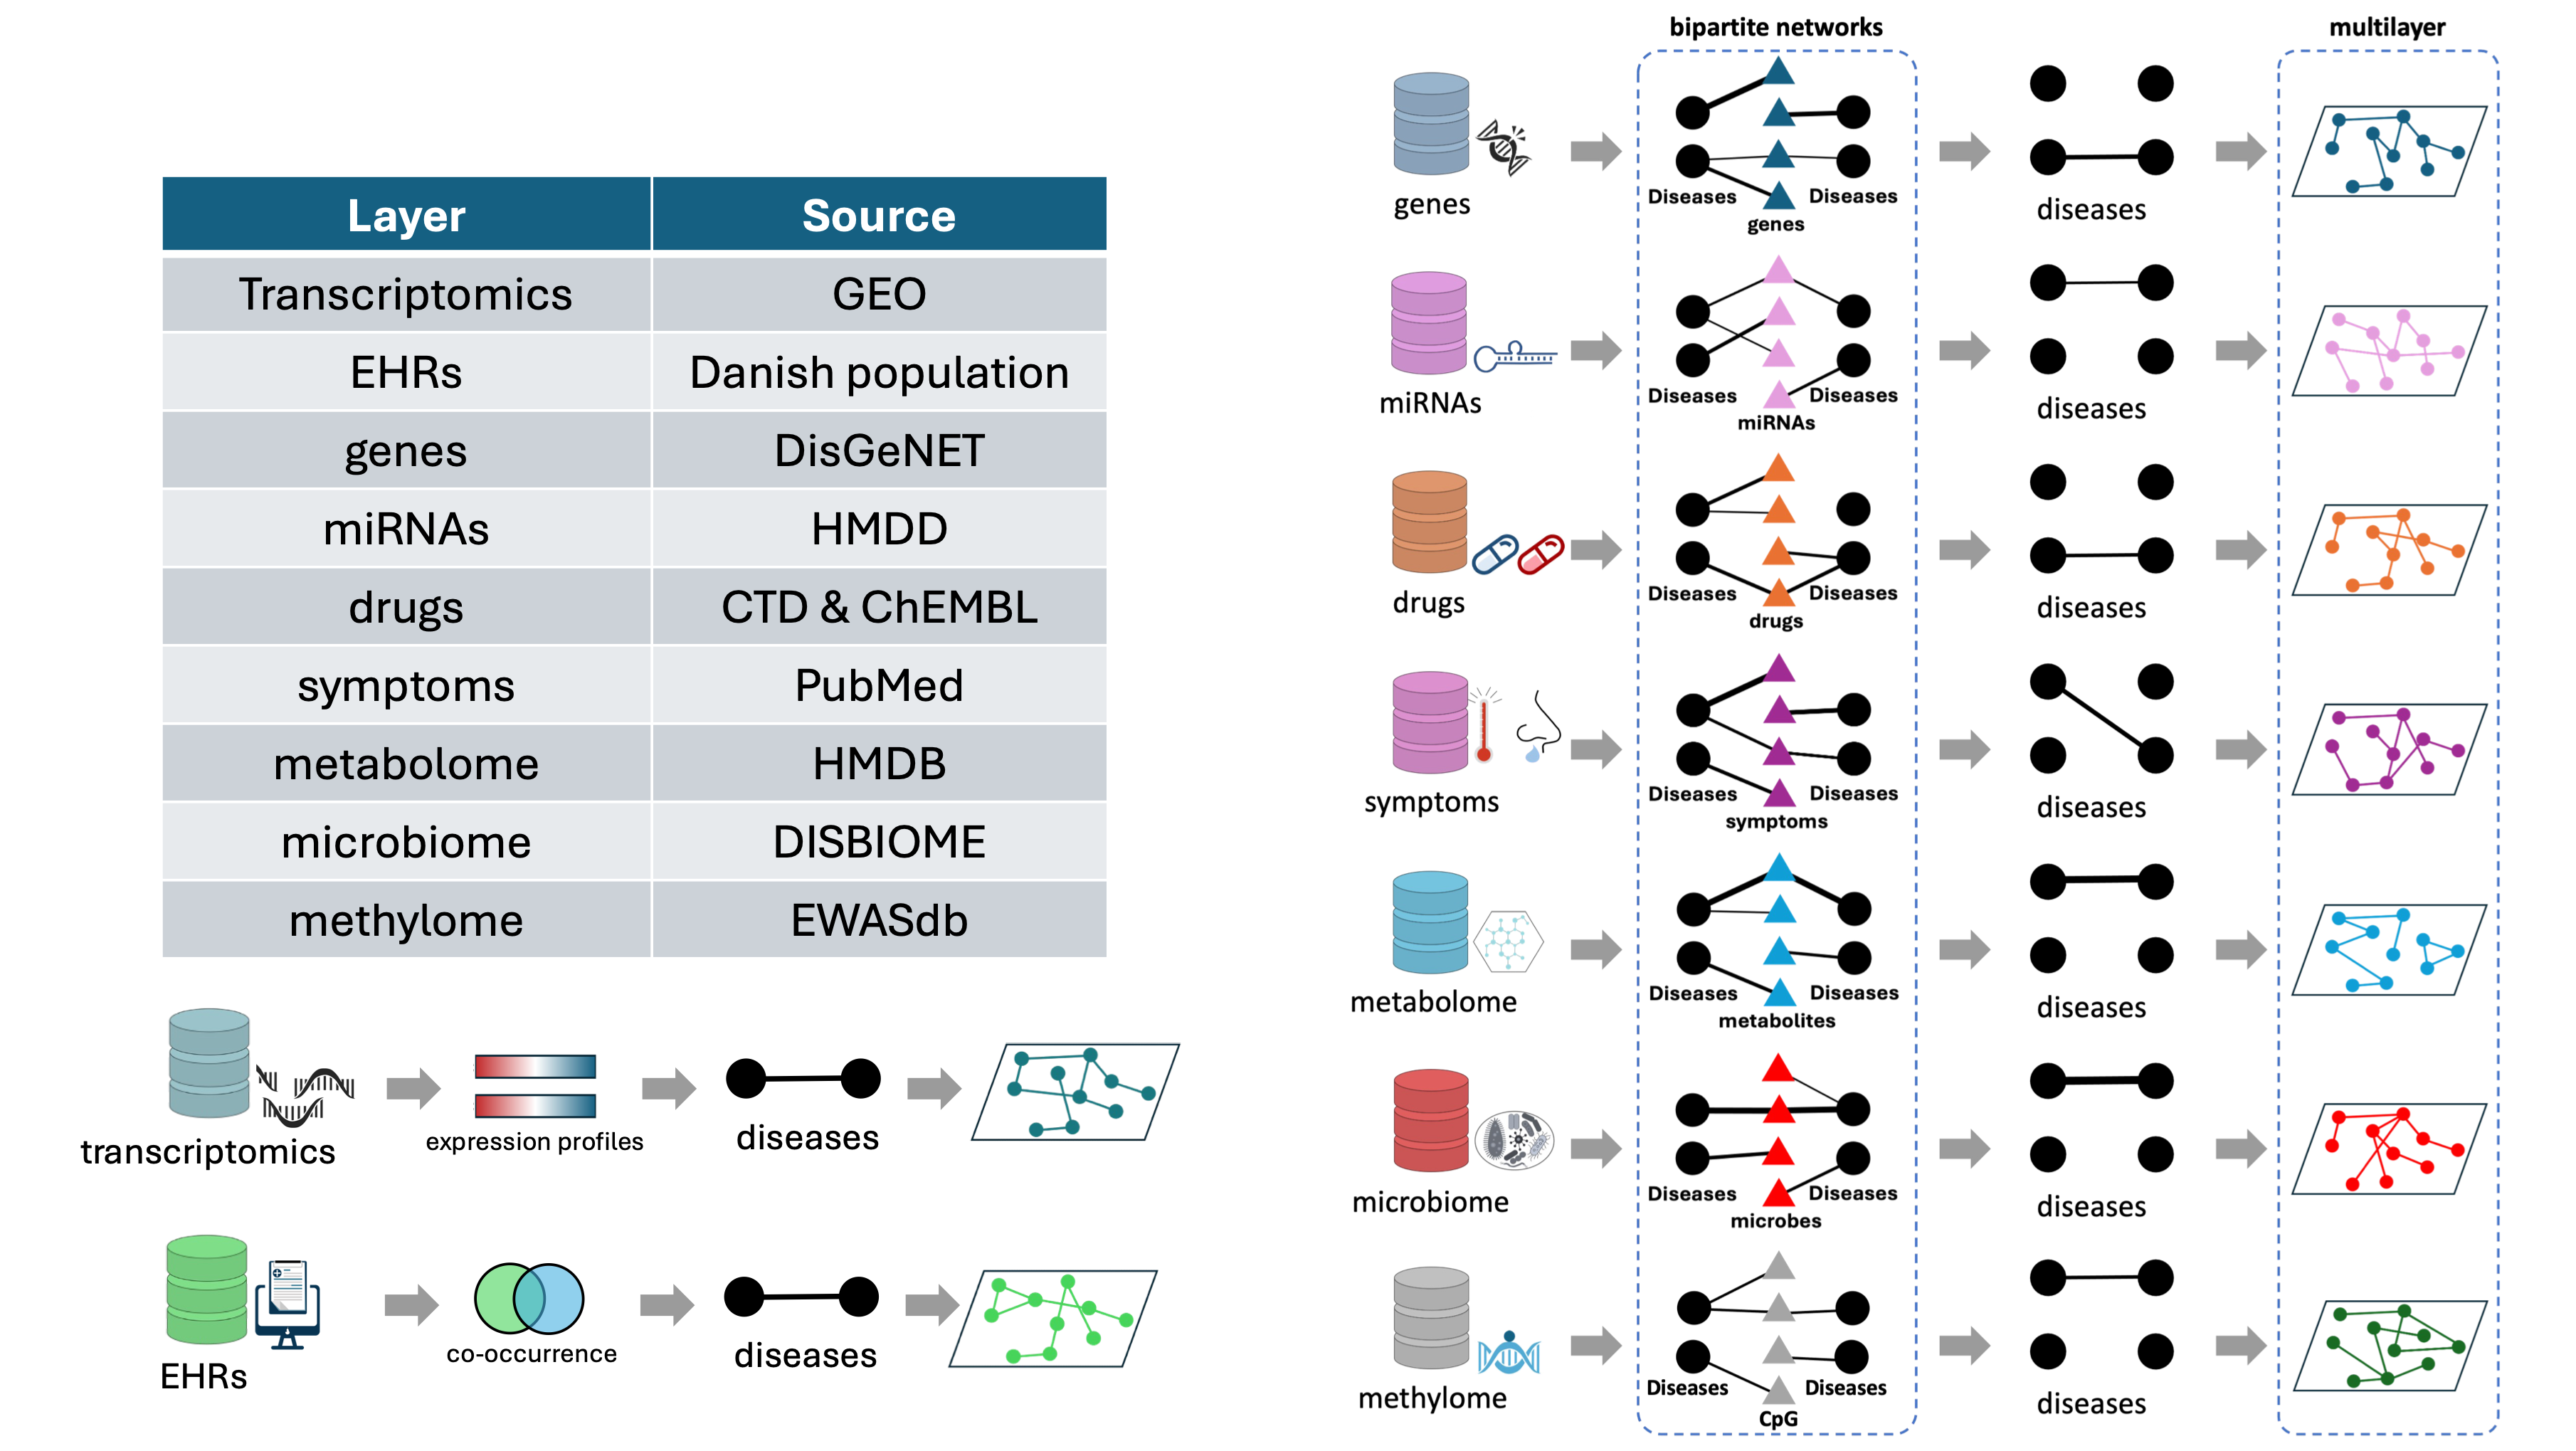 Layer Source
Transcriptomics GEO
EHRs Danish population
genes DisGeNET
miRNAs HMDD
drugs CTD & ChEMBL
symptoms PubMed
metabolome HMDB
microbiome DISBIOME
methylome EWASdb
transcriptomics
expression profiles
diseases
EHRs
co-occurrence
diseases
bipartite networks
multilayer
genes
Diseases
Diseases
genes
diseases
miRNAs
Diseases
Diseases
miRNAs
diseases
drugs
Diseases
Diseases
drugs
diseases
symptoms
Diseases
Diseases
symptoms
diseases
metabolome
Diseases
Diseases
metabolites
diseases
microbiome
Diseases
Diseases
microbes
diseases
methylome
Diseases
Diseases
CpG
diseases